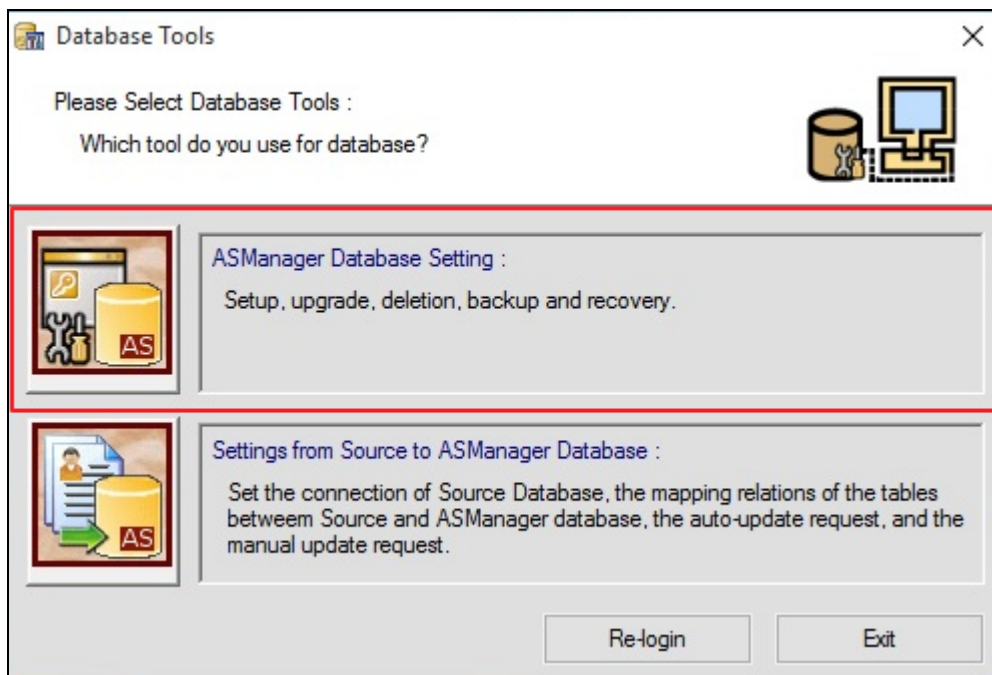 Database Tools
Please Select Database Tools :
Which tool do you use for database?
ASManager Database Setting :
Setup, upgrade, deletion, backup and recovery.
AS
Settings from Source to ASManager Database :
Set the connection of Source Database, the mapping relations of the tables
betweem Source and ASManager database, the auto-update request, and the
manual update request.
AS
Re-login
Exit